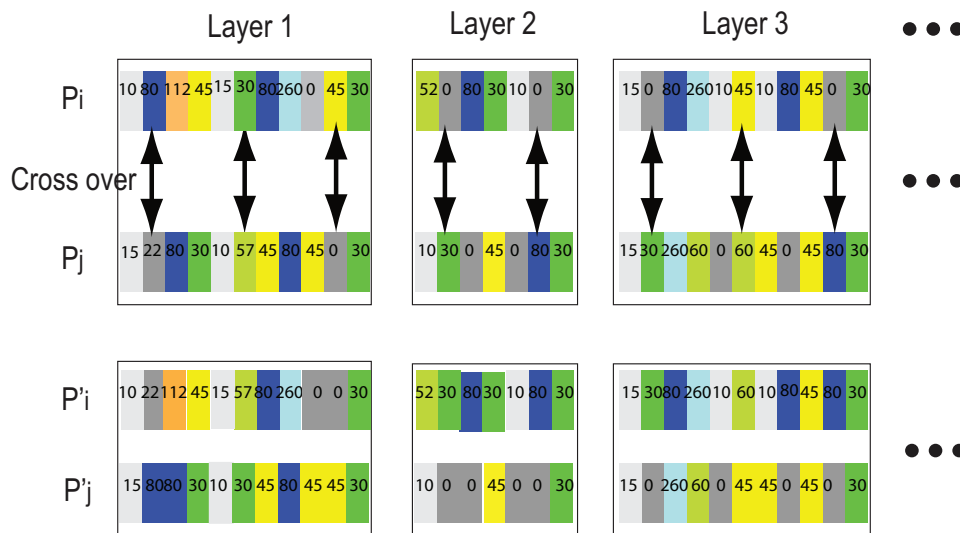 Layer 1 Layer 2 Layer 3
Pi 10 80 112 45 15 30 80 260 0 45 30 52 0 80 30 10 0 30 15 0 80 260 10 45 10 80 45 0 30
Cross over
Pj 15 22 80 30 10 57 45 80 45 0 30 10 30 0 45 0 80 30 15 30 260 60 0 60 45 0 45 80 30
P'i 10 22 112 45 15 57 80 260 0 0 30 52 30 80 30 10 80 30 15 30 80 260 10 60 10 80 45 80 30
P'j 15 80 80 30 10 30 45 80 45 45 30 10 0 0 45 0 0 30 15 0 260 60 0 45 45 0 45 0 30